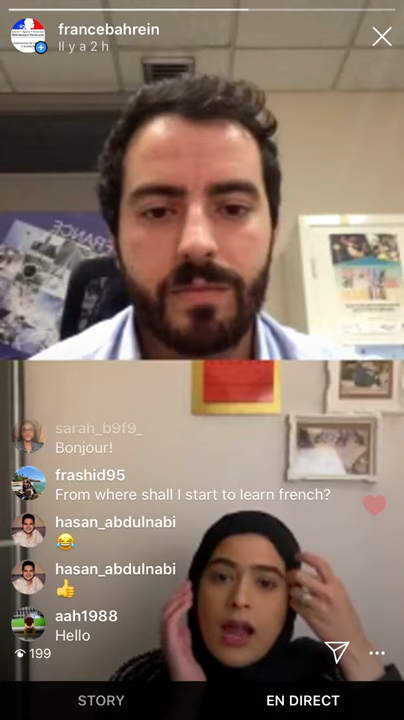 francebahrein
Il y a 2 h
FRANCE
sarah_b9f9_
Bonjour!
frashid95
From where shall I start to learn french?
hasan_abdulnabi
😂
hasan_abdulnabi
👍
aah1988
Hello
199
STORY
EN DIRECT